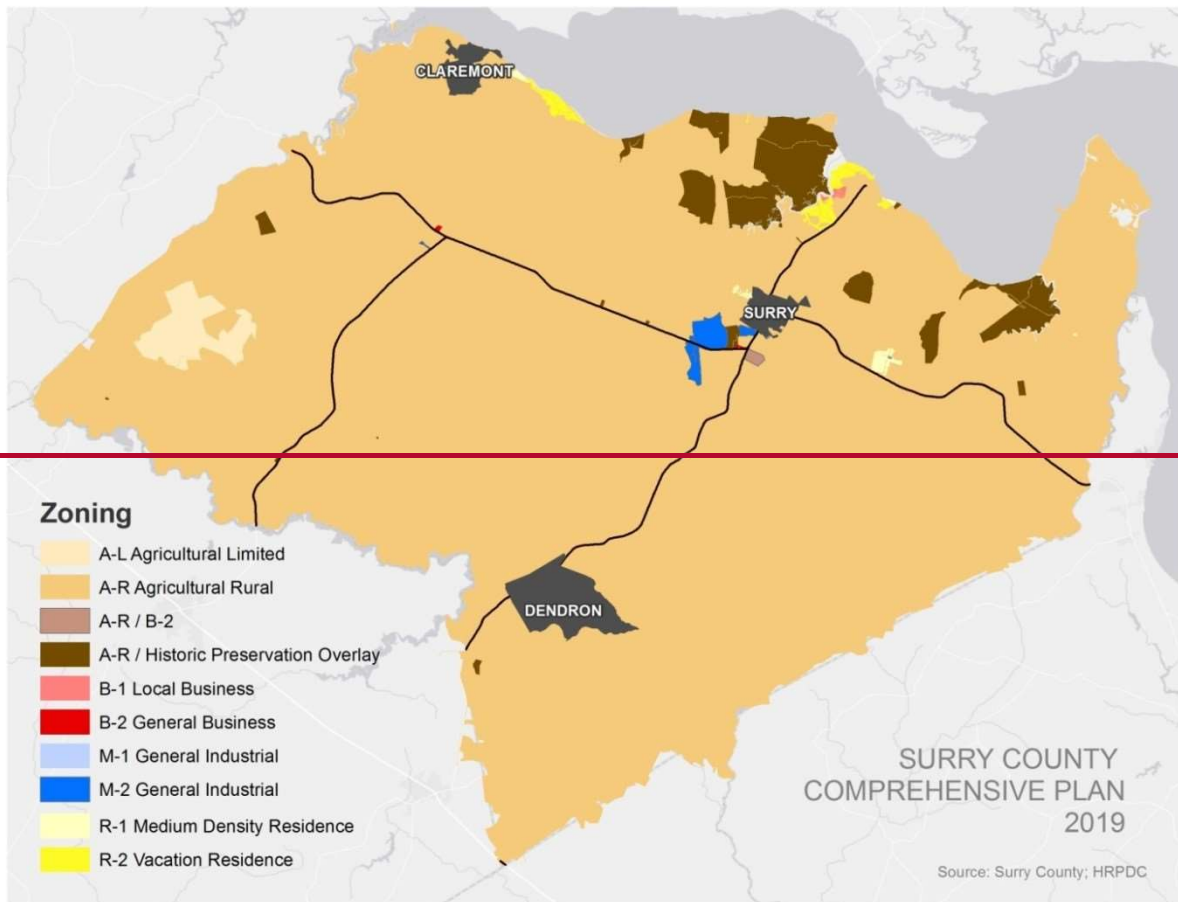 CLAREMONT
SURRY
DENDRON
Zoning
A-L Agricultural Limited
A-R Agricultural Rural
A-R / B-2
A-R / Historic Preservation Overlay
B-1 Local Business
B-2 General Business
M-1 General Industrial
M-2 General Industrial
R-1 Medium Density Residence
R-2 Vacation Residence
SURRY COUNTY
COMPREHENSIVE PLAN
2019
Source: Surry County; HRPDC